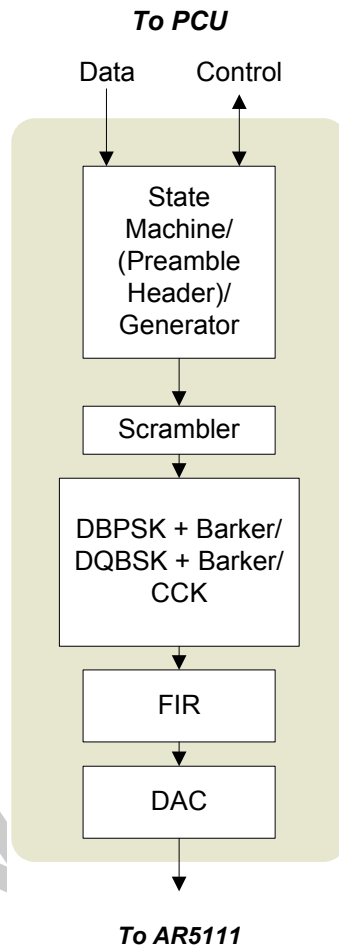 To PCU
Data Control
State
Machine/
(Preamble
Header)/
Generator
Scrambler
DBPSK + Barker/
DQBSK + Barker/
CCK
FIR
DAC
To AR5111